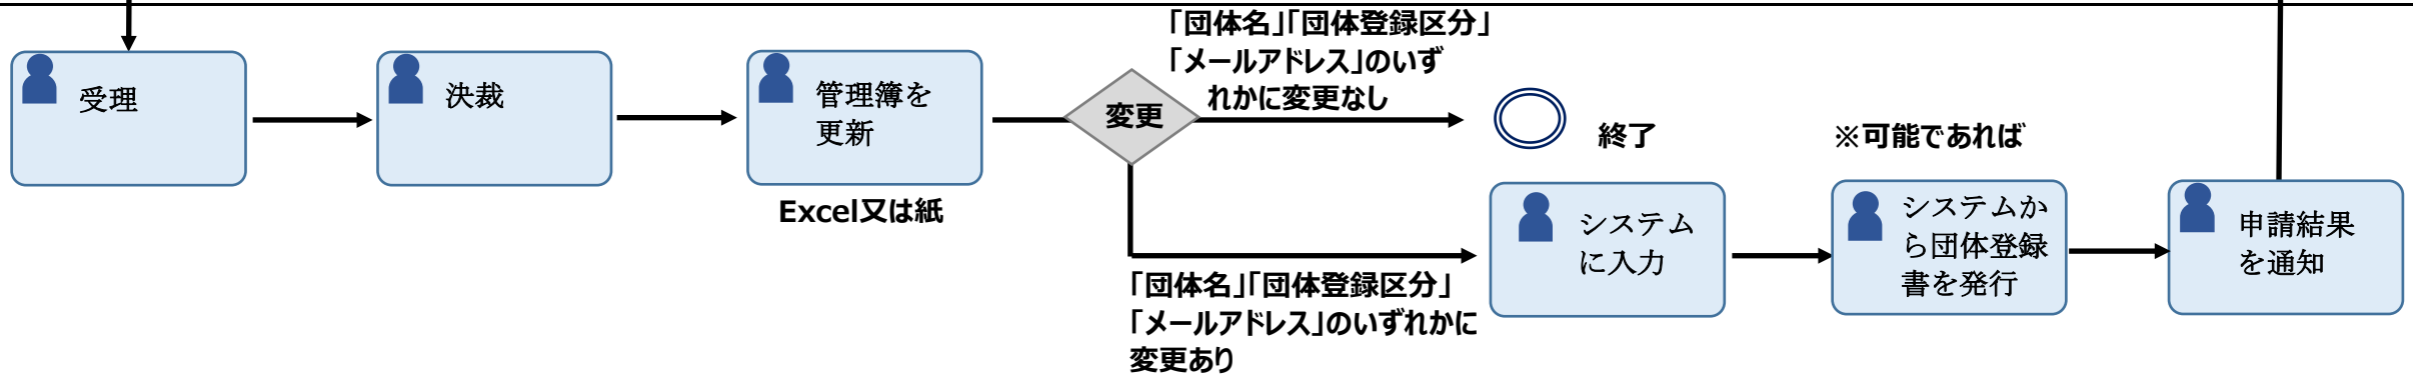 受理
決裁
管理簿を
更新
Excel又は紙
変更
「団体名」「団体登録区分」
「メールアドレス」のいず
れかに変更なし
終了
「団体名」「団体登録区分」
「メールアドレス」のいずれかに
変更あり
システム
に入力
※可能であれば
システムか
ら団体登録
書を発行
申請結果
を通知